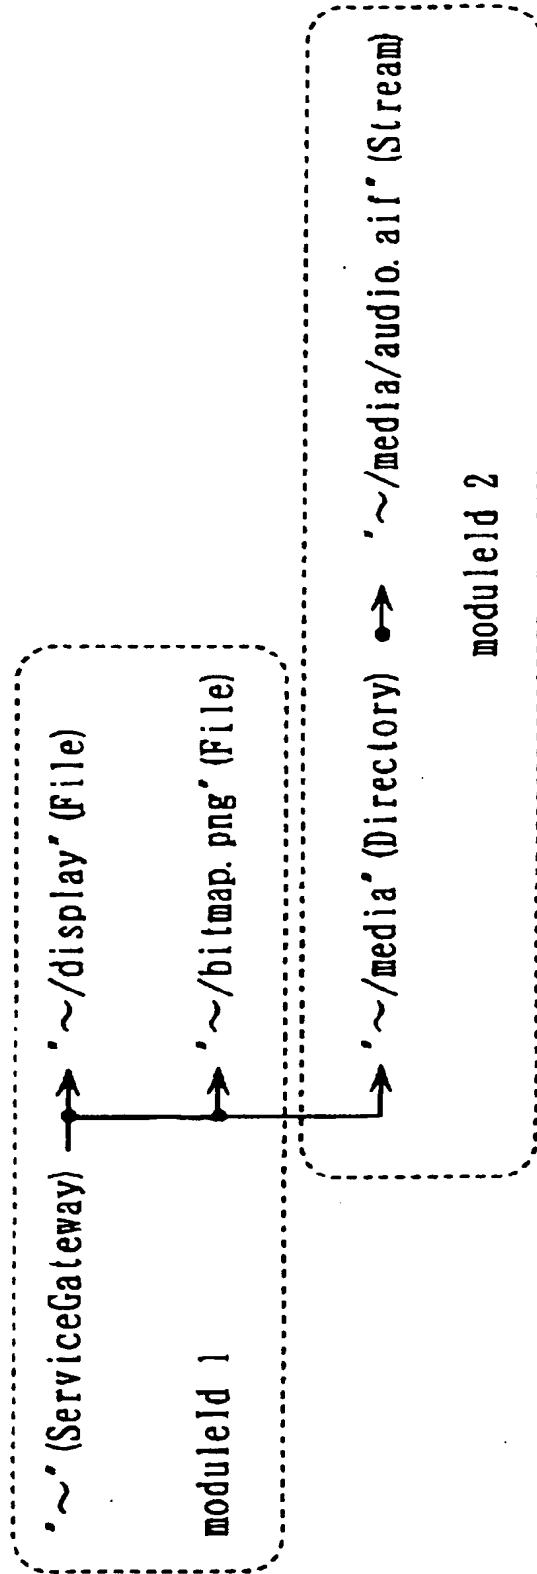 "~" (ServiceGateway)
"~/display" (File)
"~/bitmap.png" (File)
moduleId 1
"~/media" (Directory)
"~/media/audio.aif" (Stream)
moduleId 2